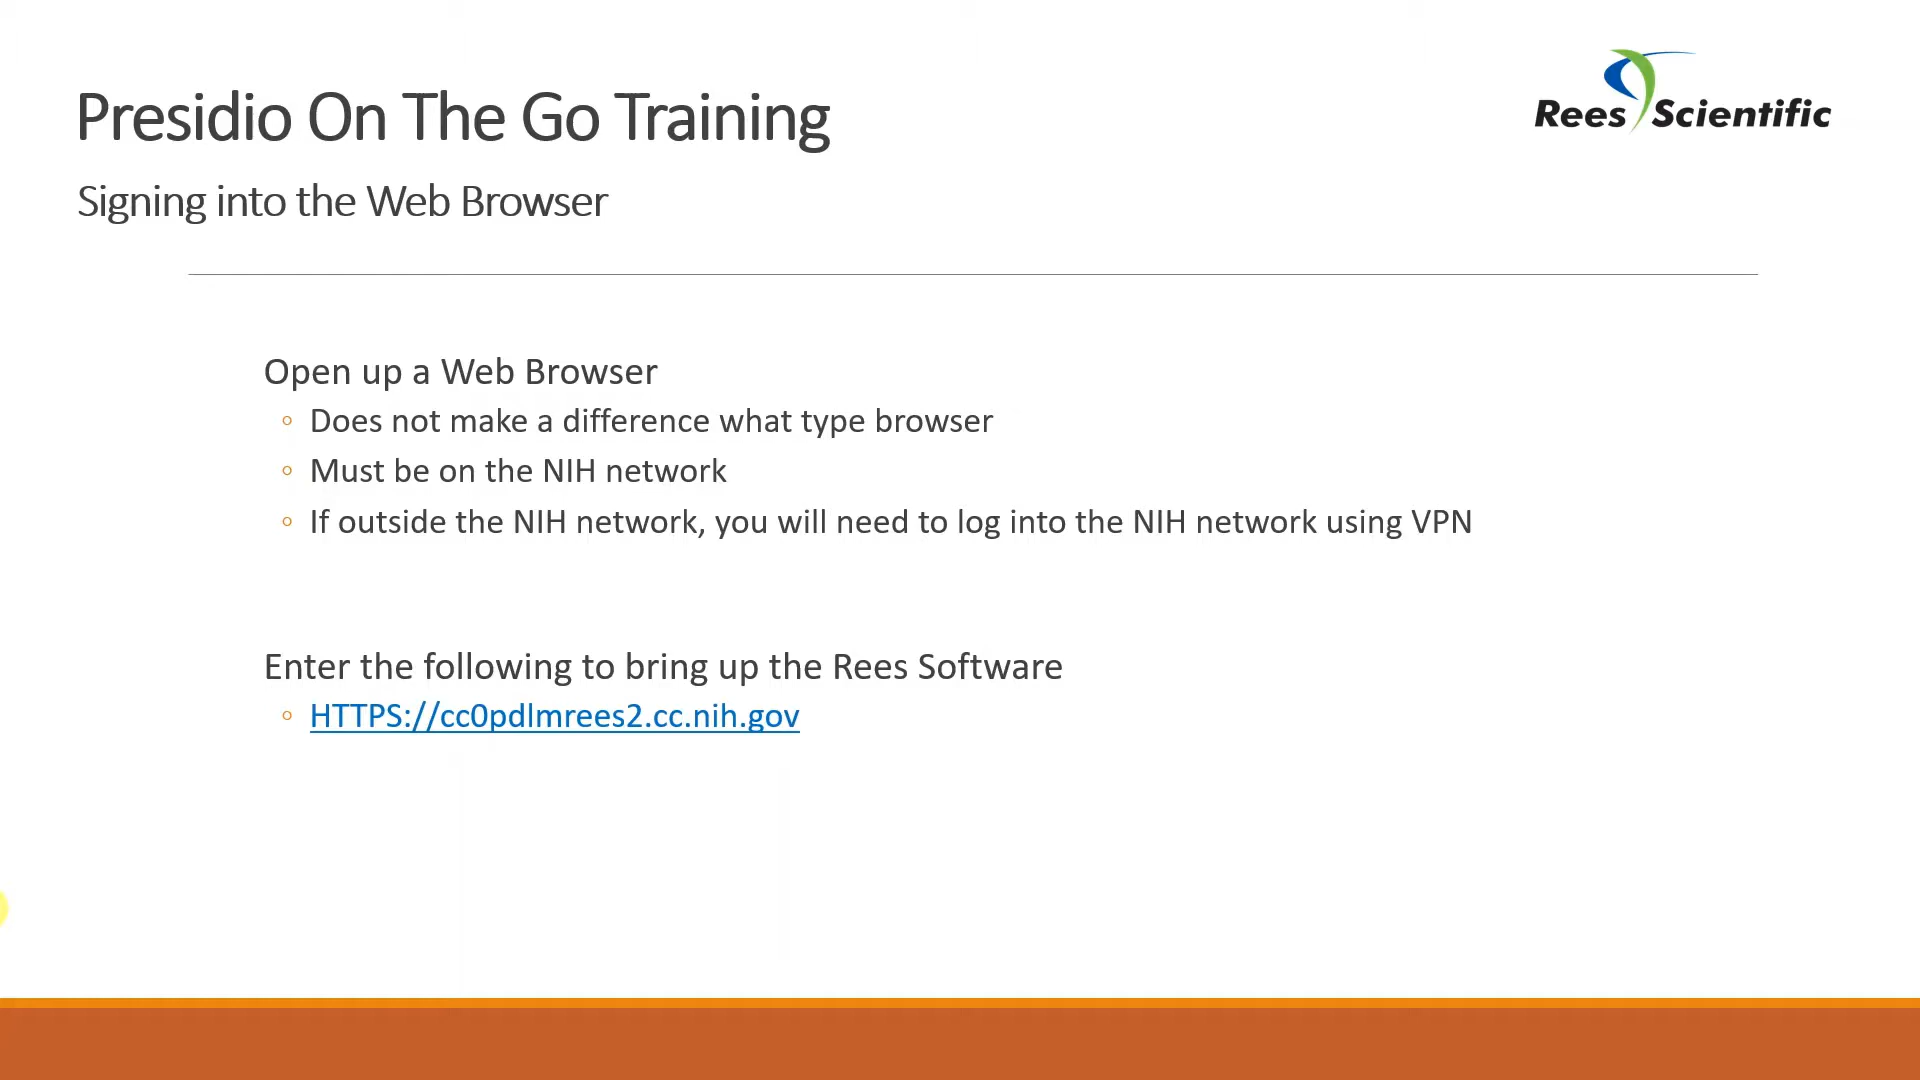 Rees Scientific
Presidio On The Go Training
Signing into the Web Browser
Open up a Web Browser
◦ Does not make a difference what type browser
◦ Must be on the NIH network
◦ If outside the NIH network, you will need to log into the NIH network using VPN
Enter the following to bring up the Rees Software
◦ HTTPS://cc0pdlmrees2.cc.nih.gov